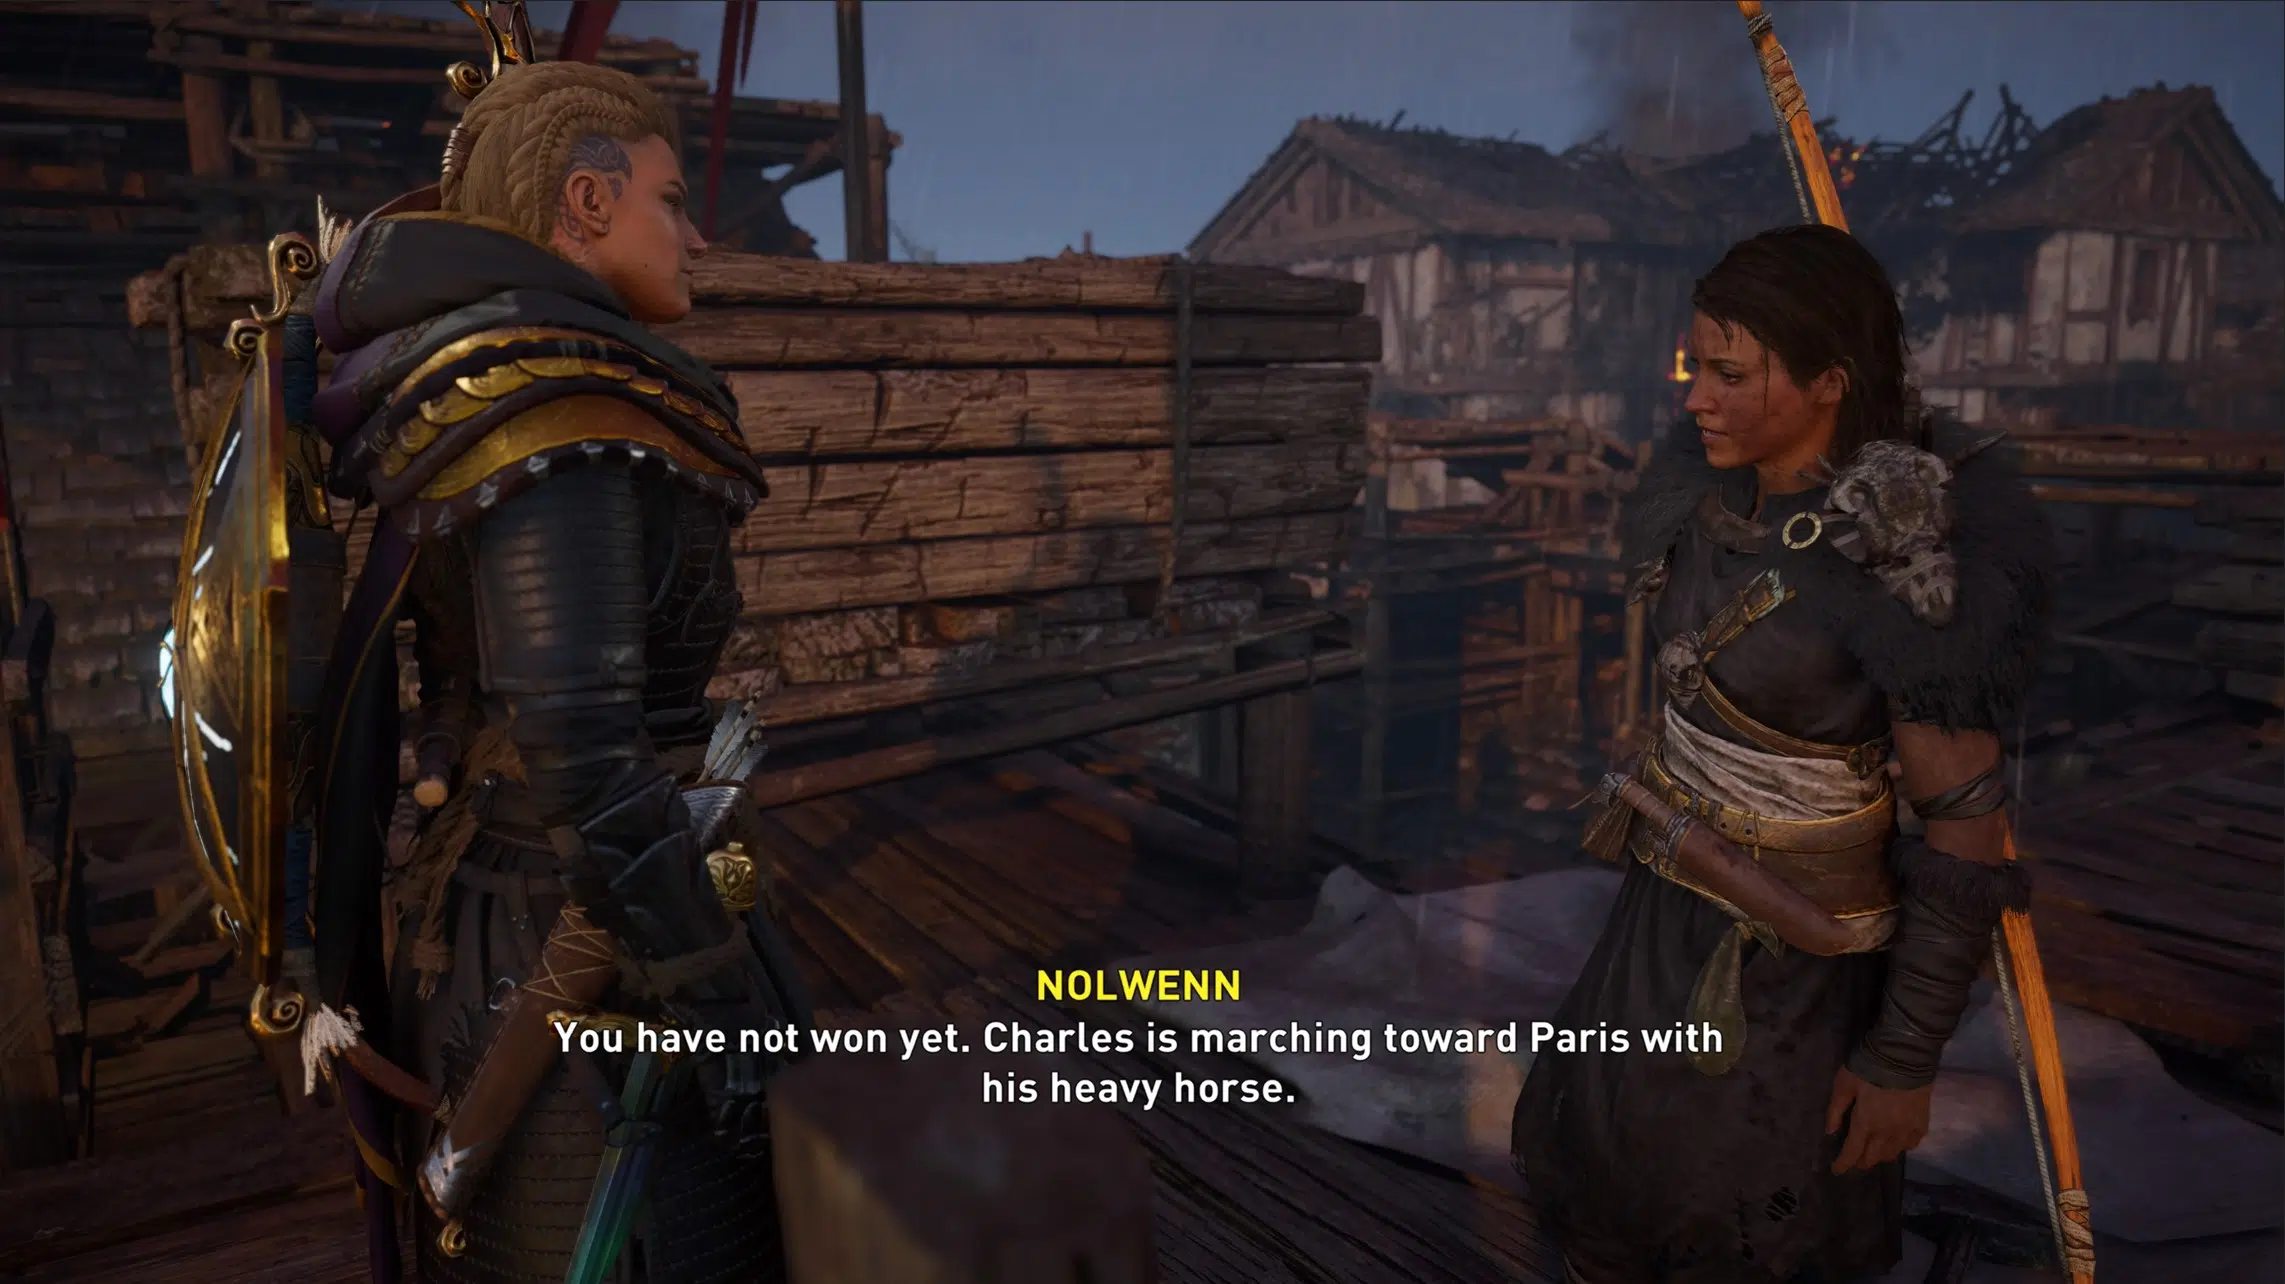 NOLWENN
You have not won yet. Charles is marching toward Paris with
his heavy horse.